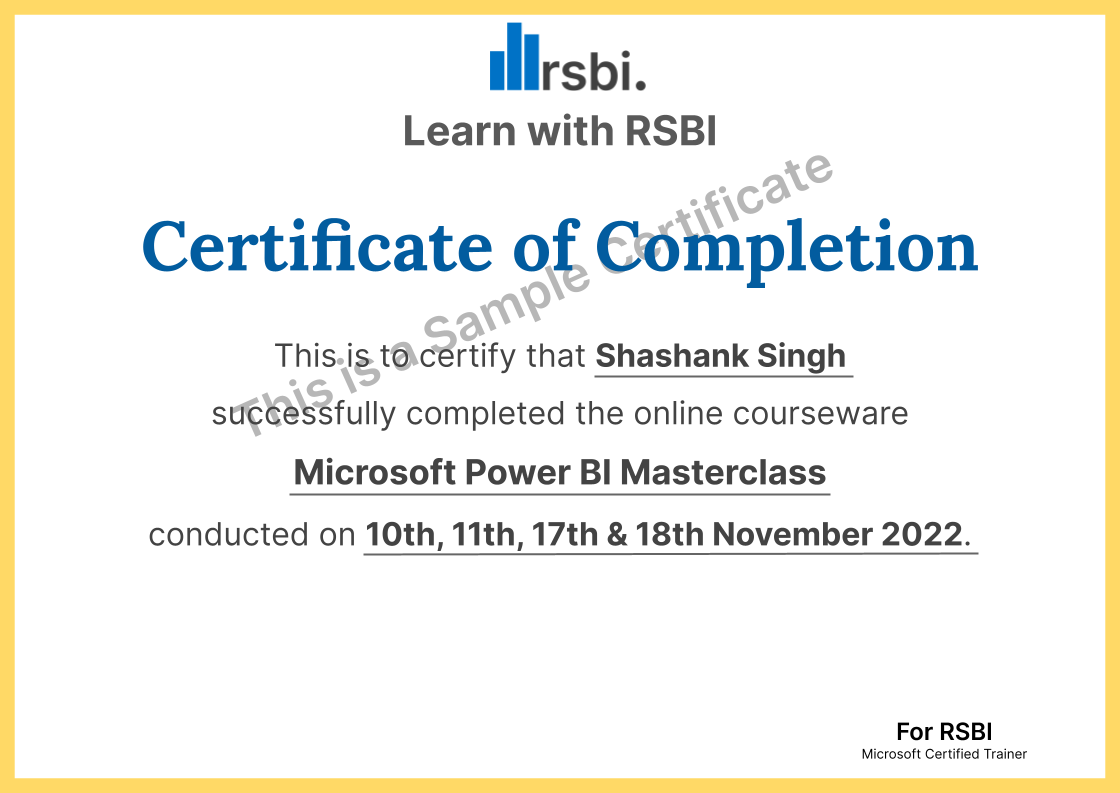 rsbi.
Learn with RSBI
This is a Sample Certificate
Certificate of Completion
This is to certify that Shashank Singh
successfully completed the online courseware
Microsoft Power BI Masterclass
conducted on 10th, 11th, 17th & 18th November 2022.
For RSBI
Microsoft Certified Trainer